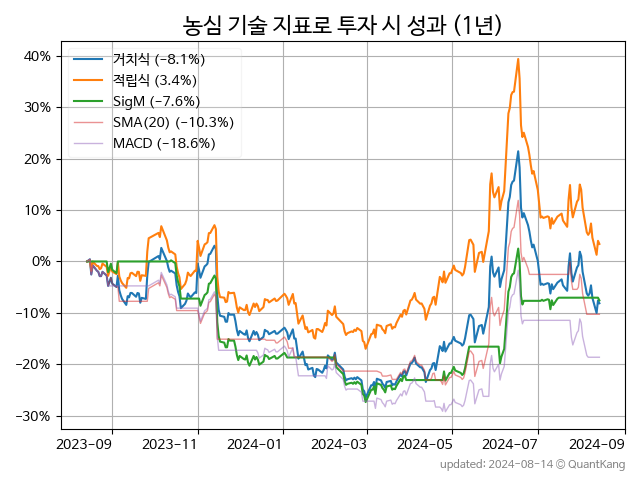 농심 기술 지표로 투자 시 성과 (1년)
거치식 (−8.1%)
적립식 (3.4%)
SigM (−7.6%)
SMA(20) (−10.3%)
MACD (−18.6%)
40%
30%
20%
10%
0%
−10%
−20%
−30%
2023-09 2023-11 2024-01 2024-03 2024-05 2024-07 2024-09
updated: 2024-08-14 © QuantKang